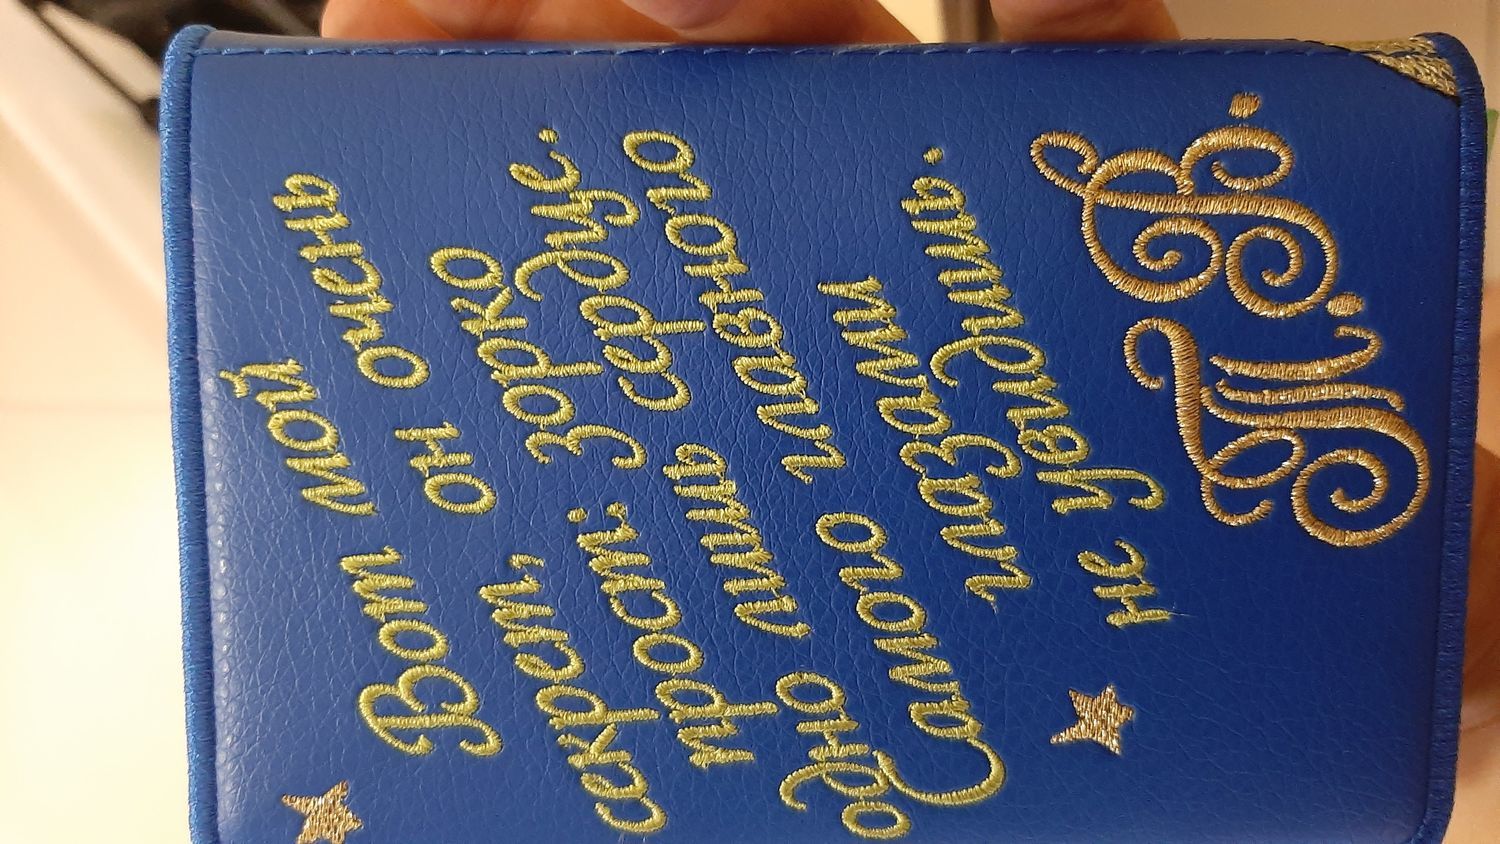 Вот мой
секрет, он очень
прост: зорко
одно лишь сердце.
Самого главного
глазами
не увидишь.
Т. В.